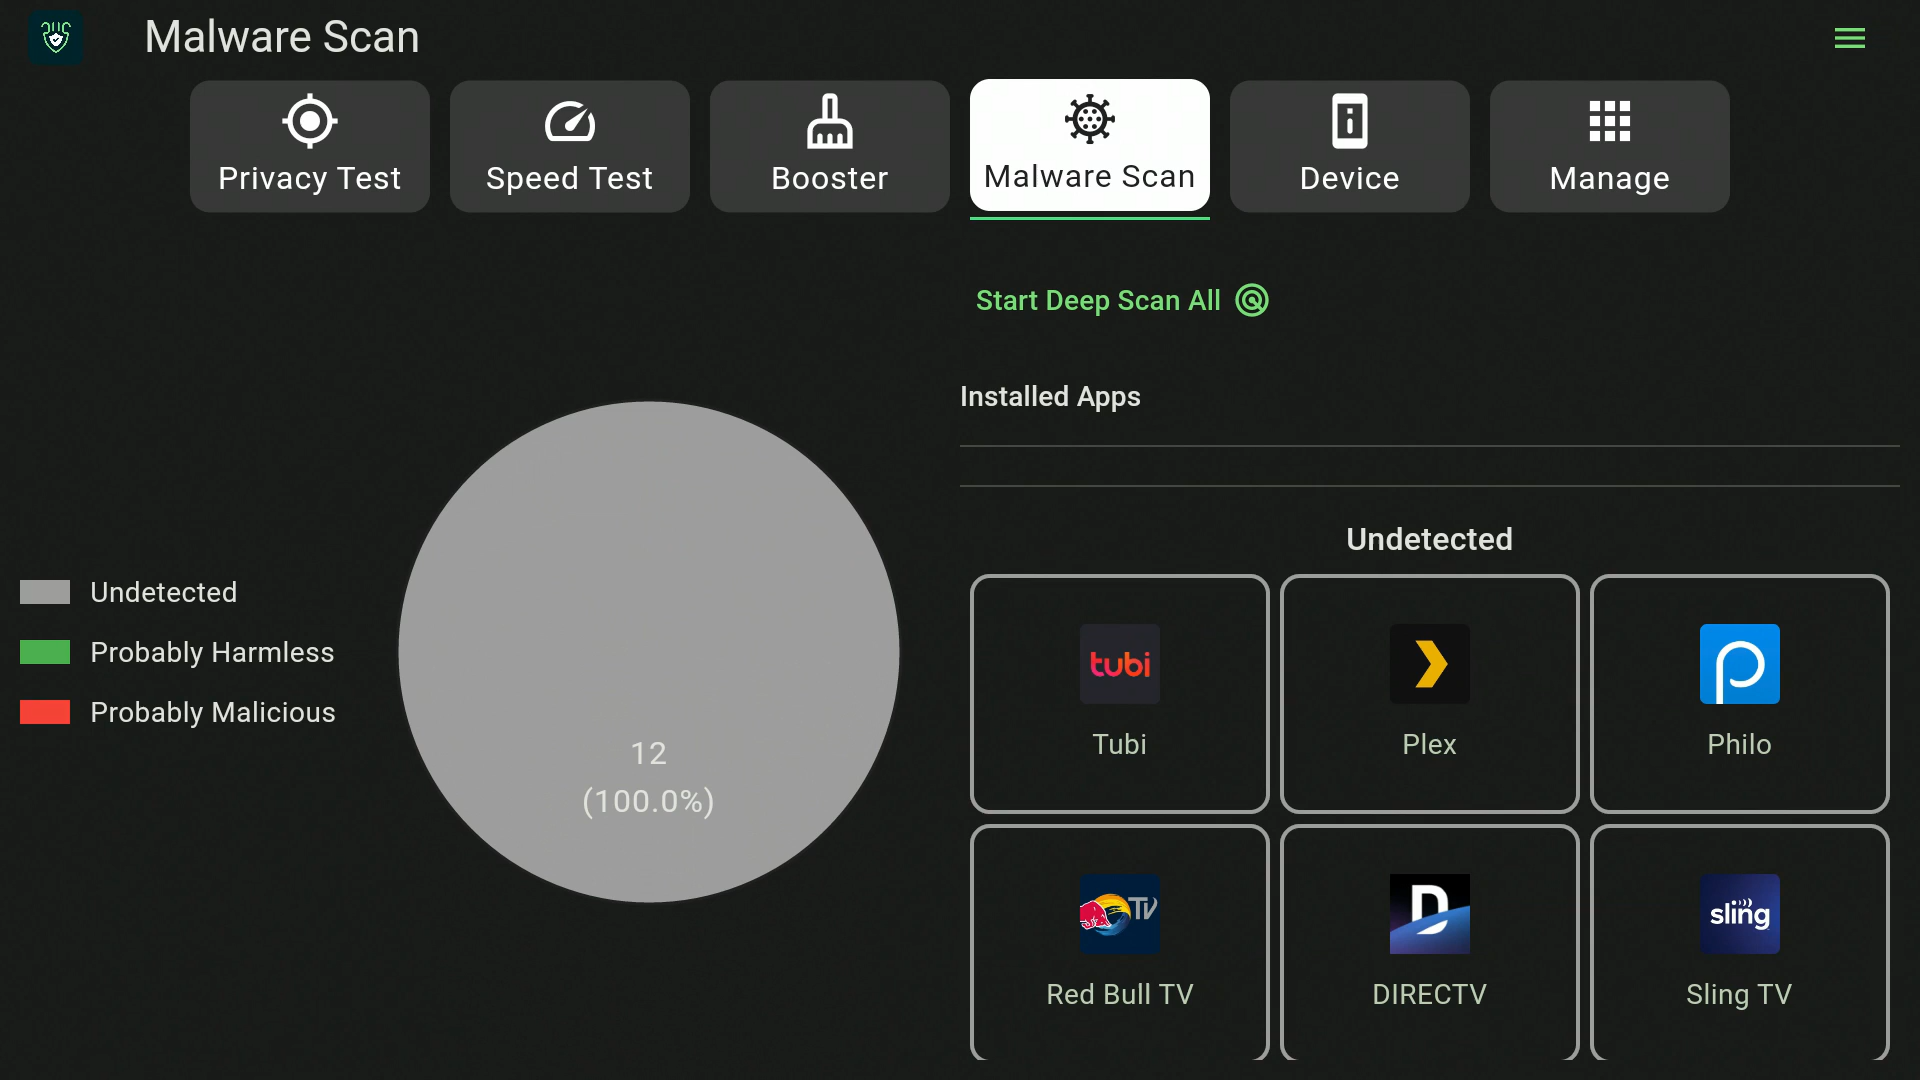 Malware Scan
Privacy Test
Speed Test
Booster
Malware Scan
Device
Manage
Start Deep Scan All
Installed Apps
Undetected
Probably Harmless
Probably Malicious
12
(100.0%)
Undetected
tubi
Tubi
Plex
Philo
TV
Red Bull TV
D
DIRECTV
sling
Sling TV